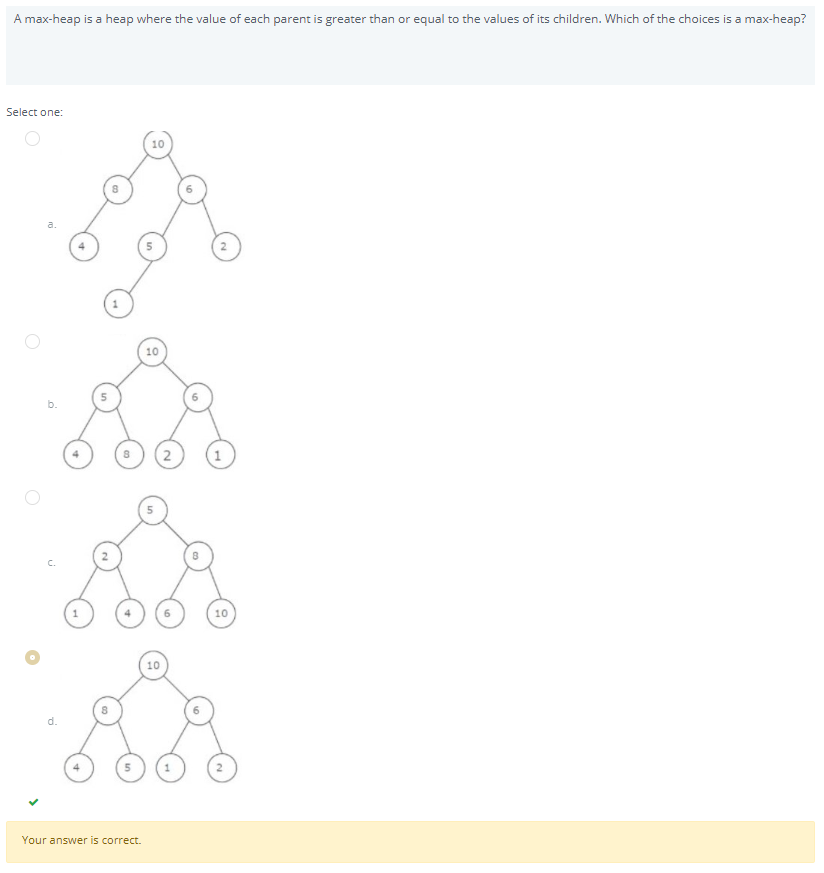 A max-heap is a heap where the value of each parent is greater than or equal to the values of its children. Which of the choices is a max-heap?
Select one:
a.
10
8 6
4 5 2
1
b.
10
5 6
4 8 2 1
c.
5
2 8
1 4 6 10
d.
10
8 6
4 5 1 2
Your answer is correct.